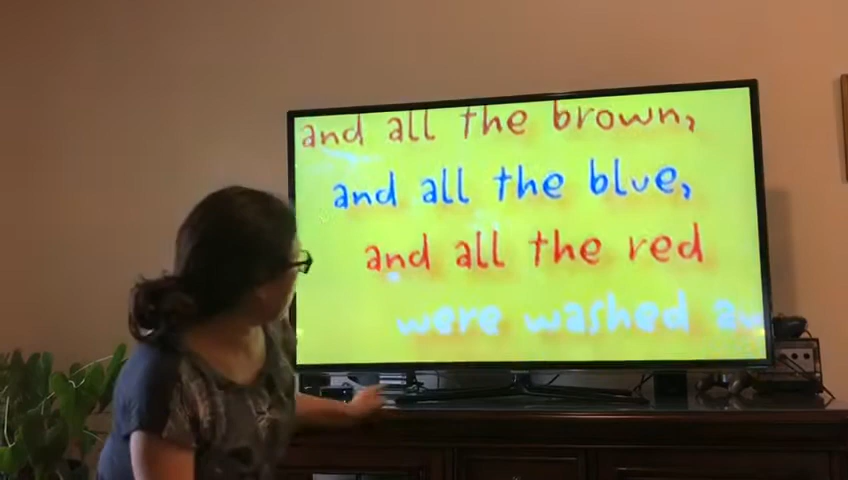 and all the brown,
and all the blue,
and all the red
were washed